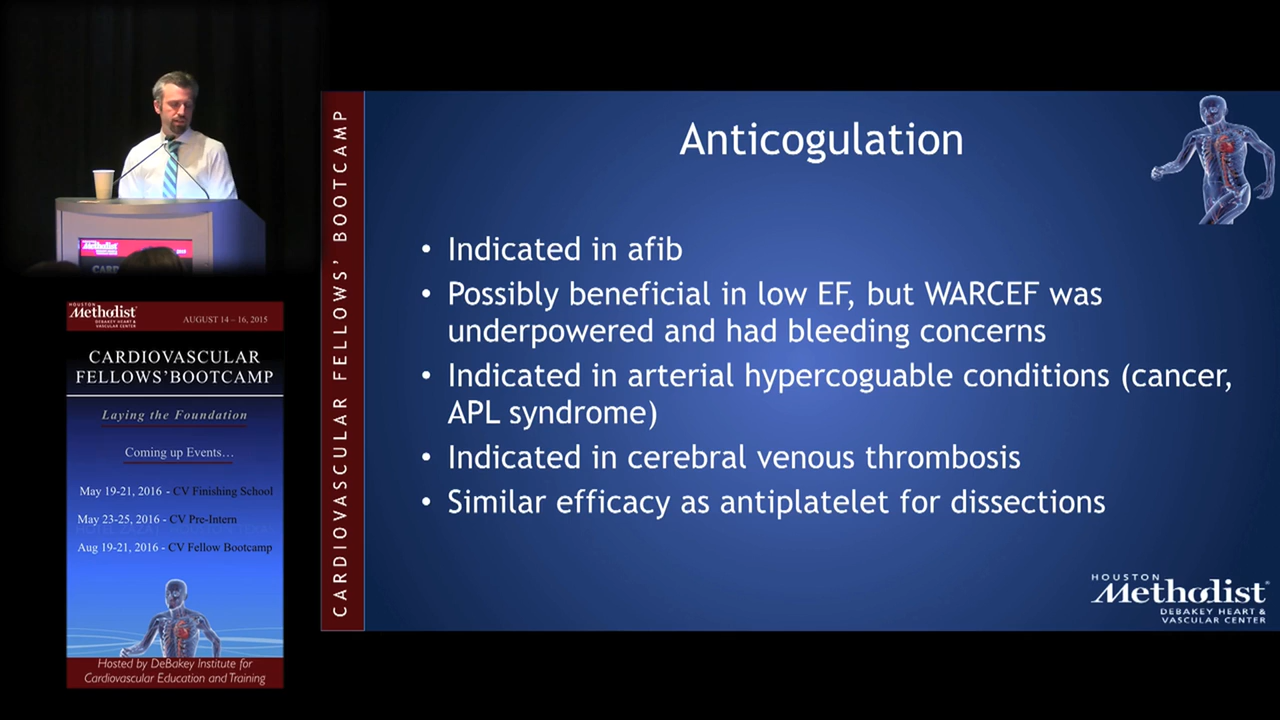 CARDIOVASCULAR FELLOWS' BOOTCAMP
Anticogulation
• Indicated in afib
• Possibly beneficial in low EF, but WARCEF was
underpowered and had bleeding concerns
• Indicated in arterial hypercoguable conditions (cancer,
APL syndrome)
• Indicated in cerebral venous thrombosis
• Similar efficacy as antiplatelet for dissections
HOUSTON
Methodist
DEBAKEY HEART &
VASCULAR CENTER
Methodist
2015
HOUSTON
Methodist
DEBAKEY HEART &
VASCULAR CENTER
AUGUST 14 – 16, 2015
CARDIOVASCULAR
FELLOWS'BOOTCAMP
Laying the Foundation
Coming up Events…
May 19-21, 2016 - CV Finishing School
May 23-25, 2016 - CV Pre-Intern
Aug 19-21, 2016 - CV Fellow Bootcamp
Hosted by DeBakey Institute for
Cardiovascular Education and Training